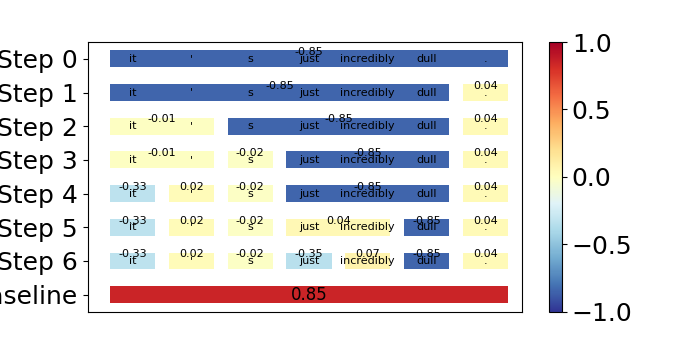 Step 0 -0.85 it ' s just incredibly dull . 1.0
Step 1 -0.85 0.04 it ' s just incredibly dull .
Step 2 -0.01 -0.85 0.04 it ' s just incredibly dull . 0.5
Step 3 -0.01 -0.02 -0.85 0.04 it ' s just incredibly dull . 0.0
Step 4 -0.33 0.02 -0.02 -0.85 0.04 it ' s just incredibly dull .
Step 5 -0.33 0.02 -0.02 0.04 -0.85 0.04 it ' s just incredibly dull . −0.5
Step 6 -0.33 0.02 -0.02 -0.35 0.07 -0.85 0.04 it ' s just incredibly dull .
aseline 0.85 −1.0